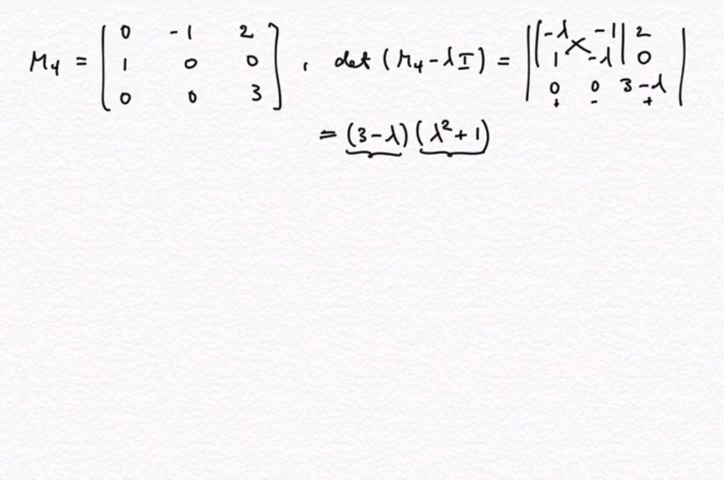 M₄ = [ 0 -1 2 ; 1 0 0 ; 0 0 3 ] , det (M₄ - λI) = | -λ -1 2 ; 1 -λ 0 ; 0 0 3-λ |
+ - +
= (3-λ)(λ²+1)